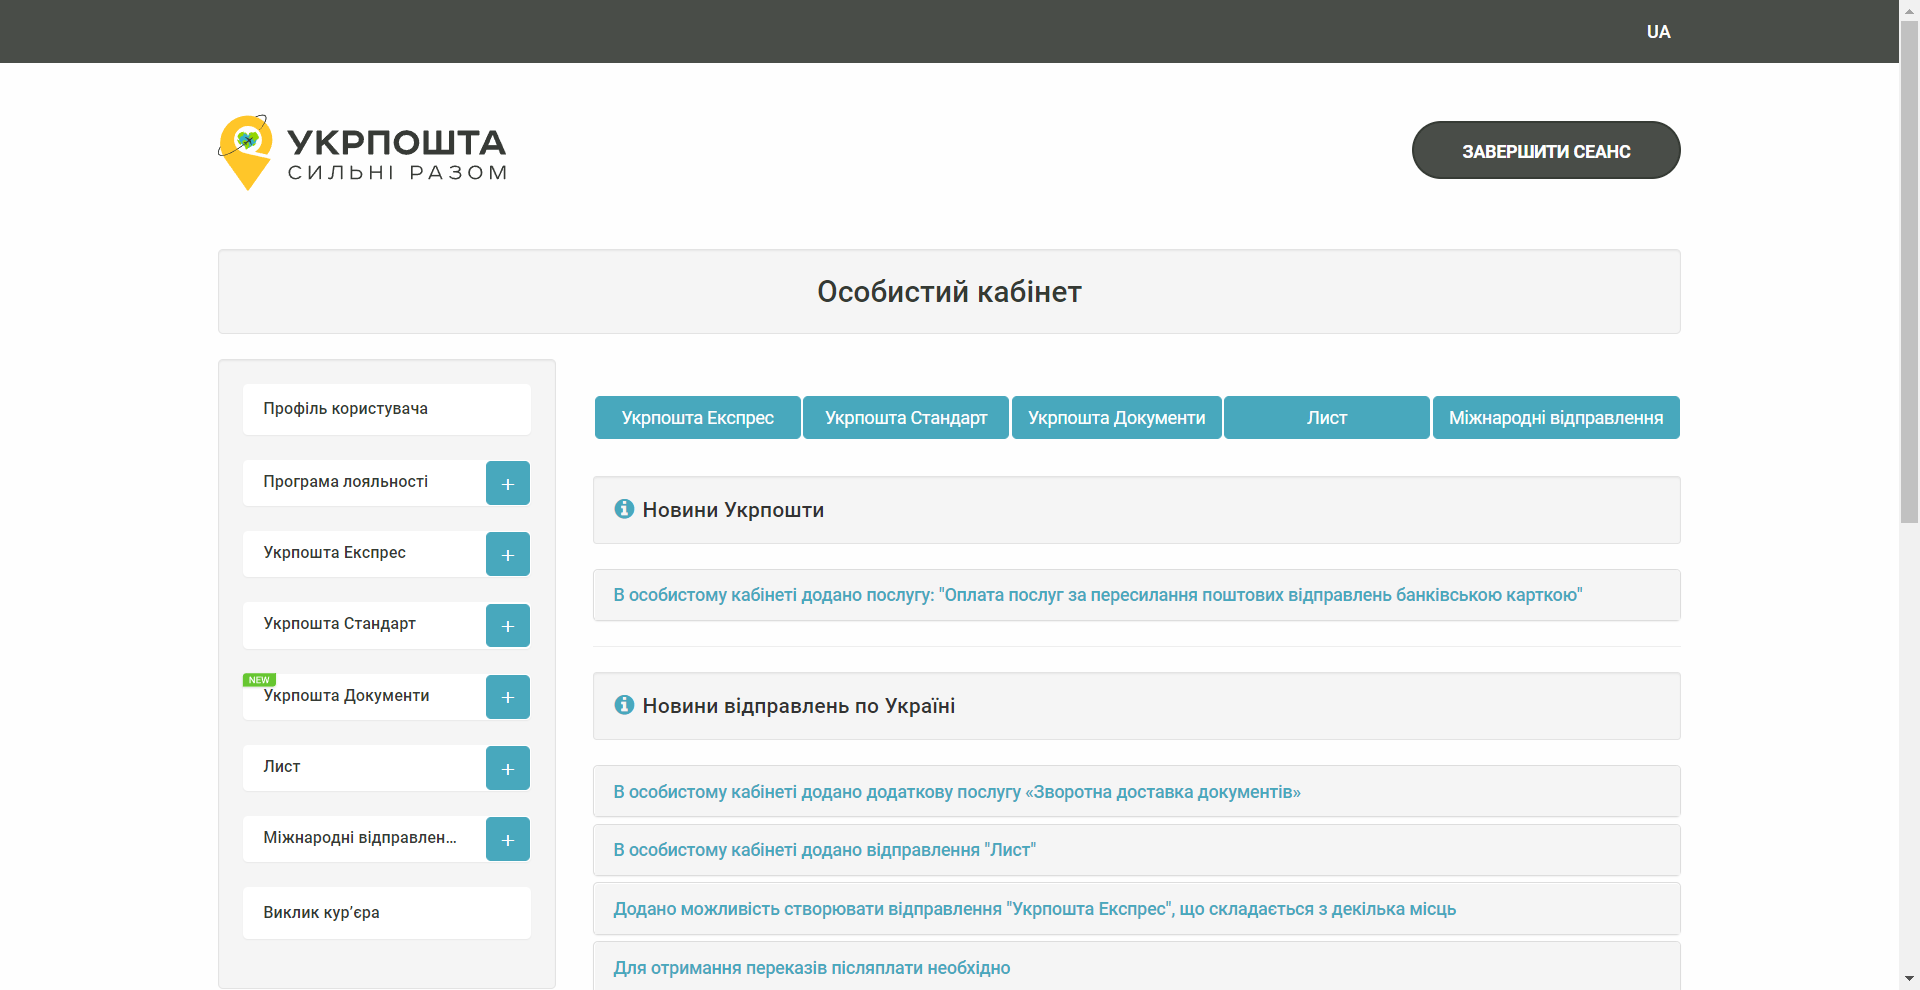 UA
УКРПОШТА
СИЛЬНІ РАЗОМ
ЗАВЕРШИТИ СЕАНС
Особистий кабінет
Профіль користувача
Програма лояльності
+
Укрпошта Експрес
+
Укрпошта Стандарт
+
NEW
Укрпошта Документи
+
Лист
+
Міжнародні відправлен...
+
Виклик кур’єра
Укрпошта Експрес
Укрпошта Стандарт
Укрпошта Документи
Лист
Міжнародні відправлення
Новини Укрпошти
В особистому кабінеті додано послугу: "Оплата послуг за пересилання поштових відправлень банківською карткою"
Новини відправлень по Україні
В особистому кабінеті додано додаткову послугу «Зворотна доставка документів»
В особистому кабінеті додано відправлення "Лист"
Додано можливість створювати відправлення "Укрпошта Експрес", що складається з декілька місць
Для отримання переказів післяплати необхідно